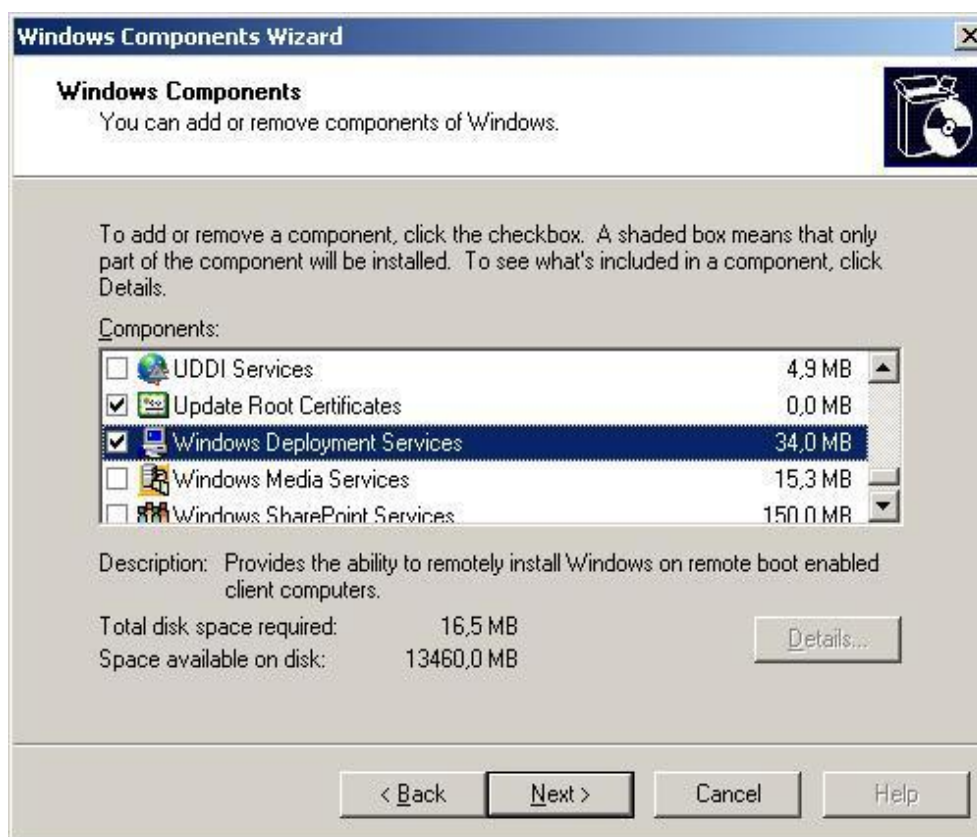 Windows Components Wizard
Windows Components
You can add or remove components of Windows.
To add or remove a component, click the checkbox. A shaded box means that only
part of the component will be installed. To see what's included in a component, click
Details.
Components:
UDDI Services 4,9 MB
Update Root Certificates 0,0 MB
Windows Deployment Services 34,0 MB
Windows Media Services 15,3 MB
Windows SharePoint Services 150,0 MB
Description: Provides the ability to remotely install Windows on remote boot enabled
client computers.
Total disk space required: 16,5 MB
Space available on disk: 13460,0 MB
Details...
< Back Next > Cancel Help